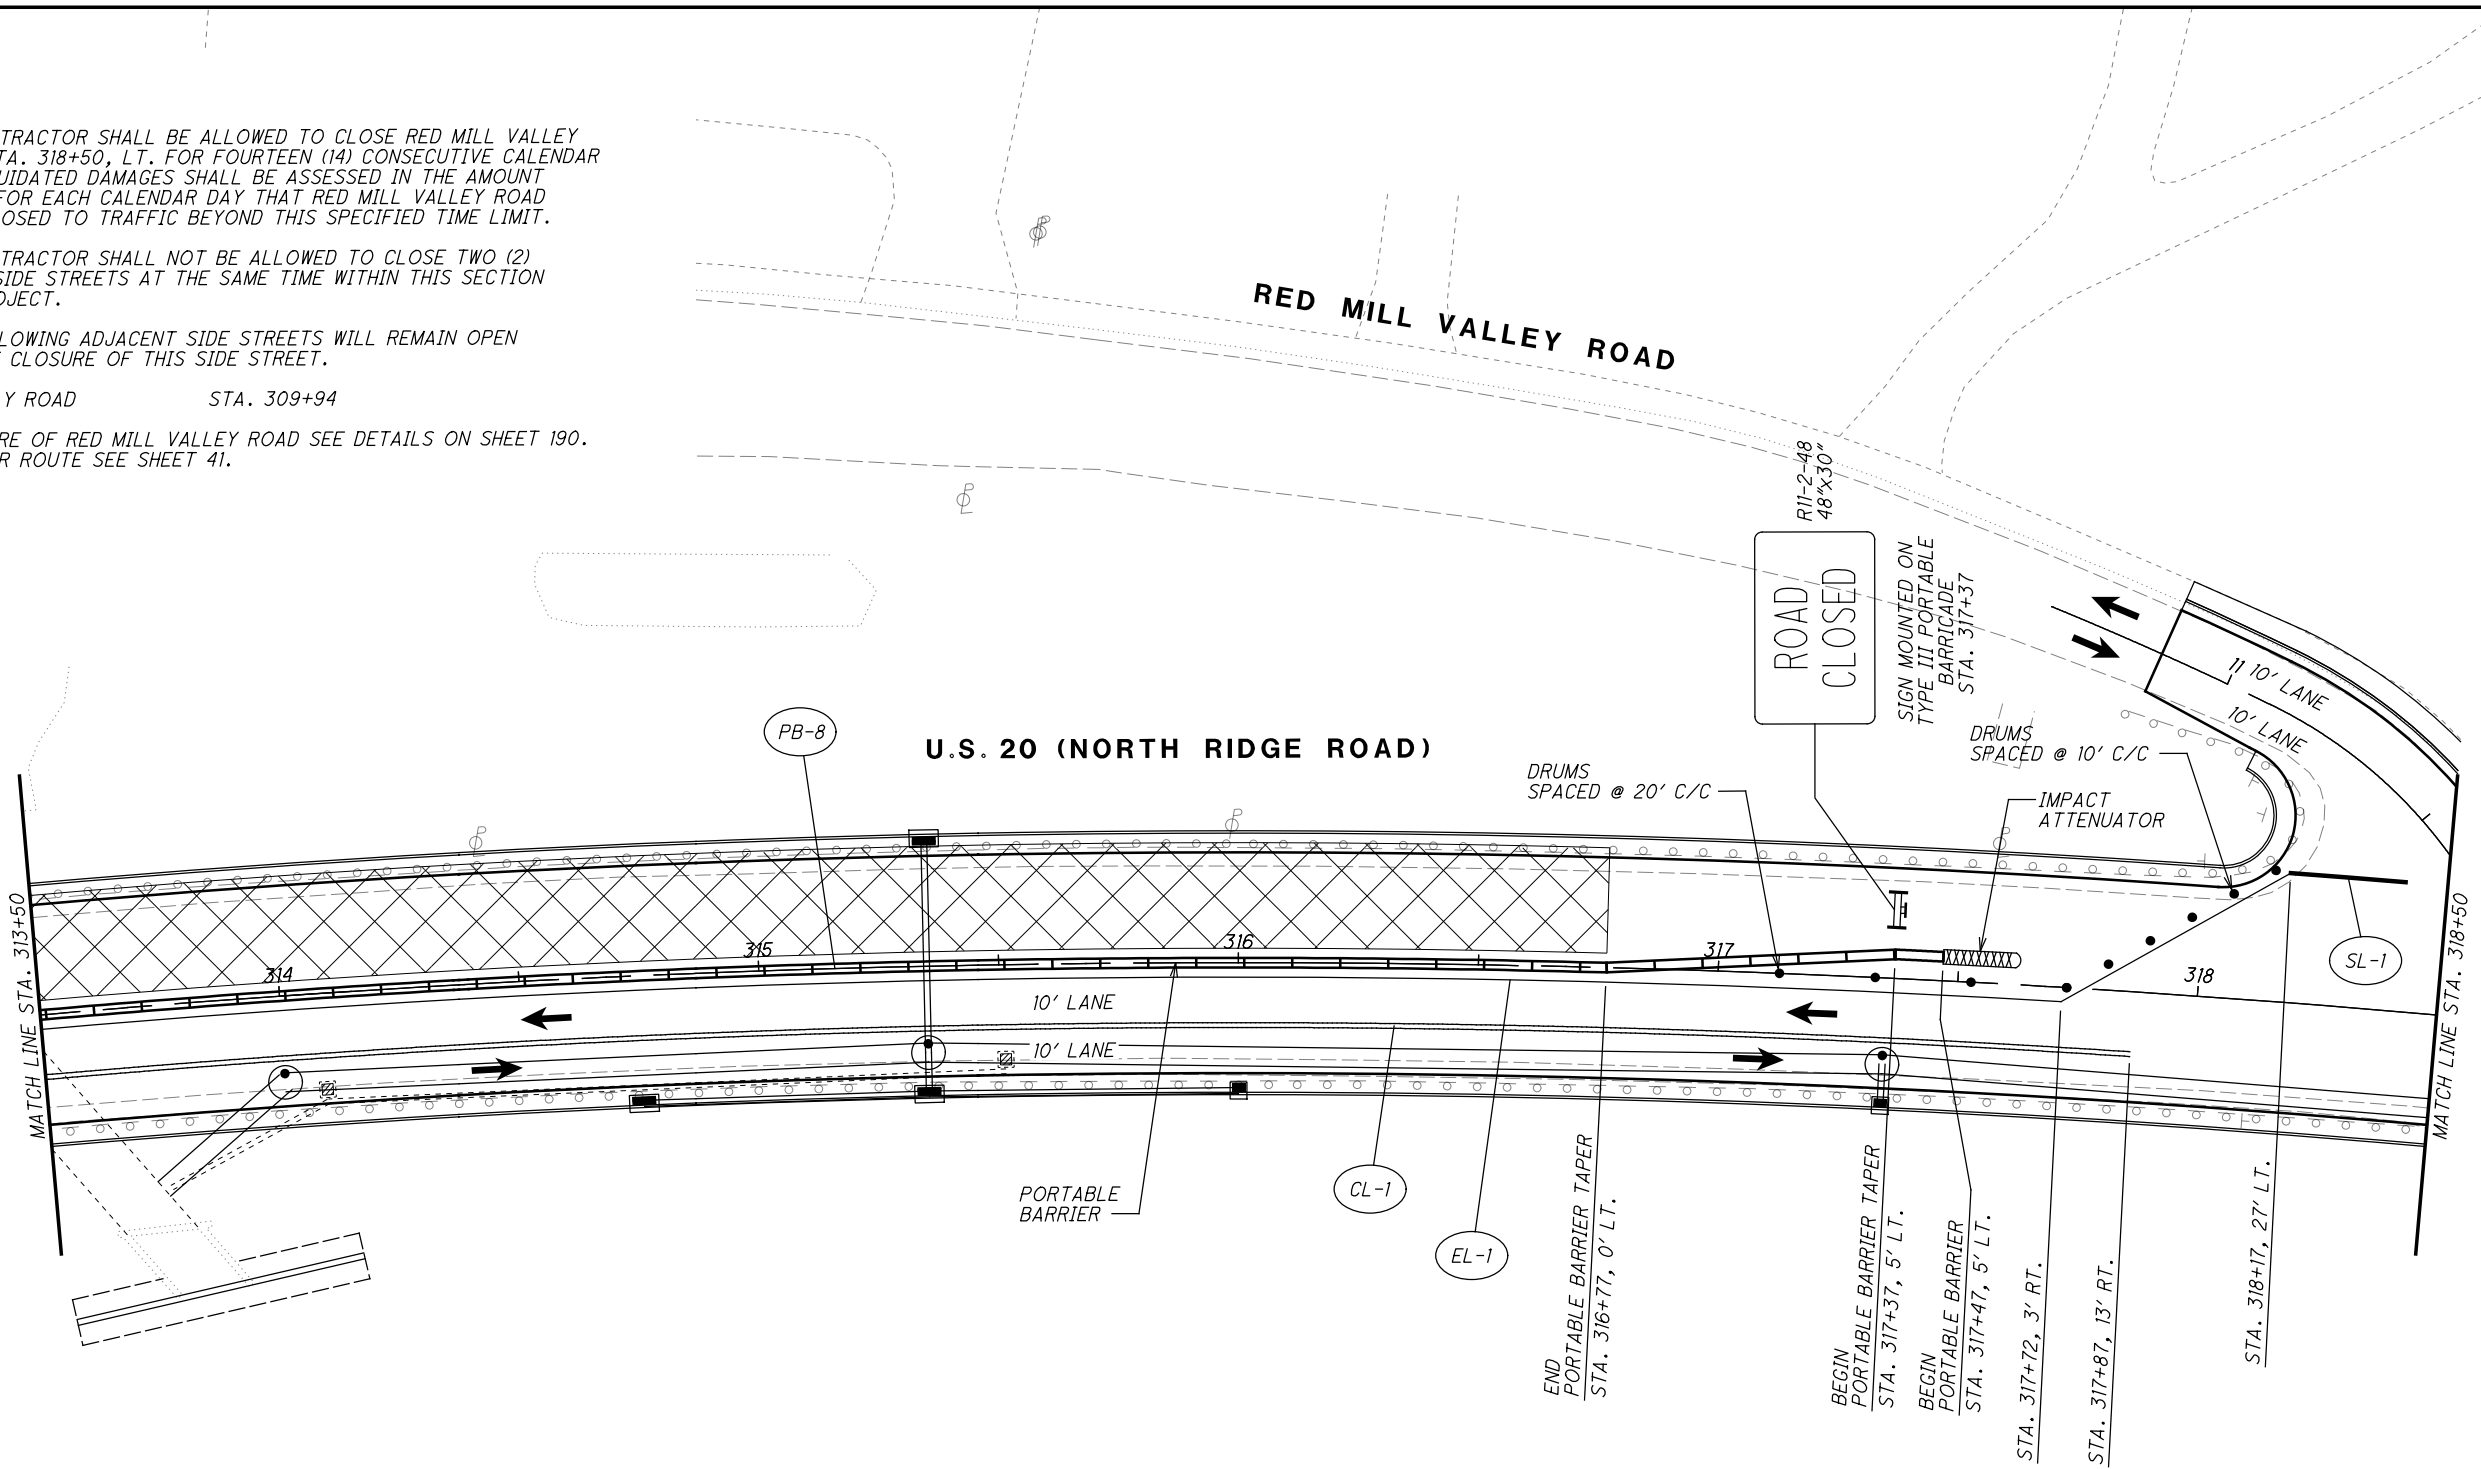 TRACTOR SHALL BE ALLOWED TO CLOSE RED MILL VALLEY
TA. 318+50, LT. FOR FOURTEEN (14) CONSECUTIVE CALENDAR
UIDATED DAMAGES SHALL BE ASSESSED IN THE AMOUNT
FOR EACH CALENDAR DAY THAT RED MILL VALLEY ROAD
OSED TO TRAFFIC BEYOND THIS SPECIFIED TIME LIMIT.
TRACTOR SHALL NOT BE ALLOWED TO CLOSE TWO (2)
SIDE STREETS AT THE SAME TIME WITHIN THIS SECTION
OJECT.
LOWING ADJACENT SIDE STREETS WILL REMAIN OPEN
CLOSURE OF THIS SIDE STREET.
Y ROAD STA. 309+94
RE OF RED MILL VALLEY ROAD SEE DETAILS ON SHEET 190.
R ROUTE SEE SHEET 41.
RED MILL VALLEY ROAD
R11-2-48
48"x30"
ROAD
CLOSED
SIGN MOUNTED ON
TYPE III PORTABLE
BARRICADE
STA. 317+37
11
10' LANE
10' LANE
DRUMS
SPACED @ 10' C/C
PB-8
U.S. 20 (NORTH RIDGE ROAD)
DRUMS
SPACED @ 20' C/C
IMPACT
ATTENUATOR
MATCH LINE STA. 313+50
314
315
316
317
318
SL-1
MATCH LINE STA. 318+50
10' LANE
10' LANE
PORTABLE
BARRIER
CL-1
EL-1
END
PORTABLE BARRIER TAPER
STA. 316+77, 0' LT.
BEGIN
PORTABLE BARRIER TAPER
STA. 317+37, 5' LT.
BEGIN
PORTABLE BARRIER
STA. 317+47, 5' LT.
STA. 317+72, 3' RT.
STA. 317+87, 13' RT.
STA. 318+17, 27' LT.